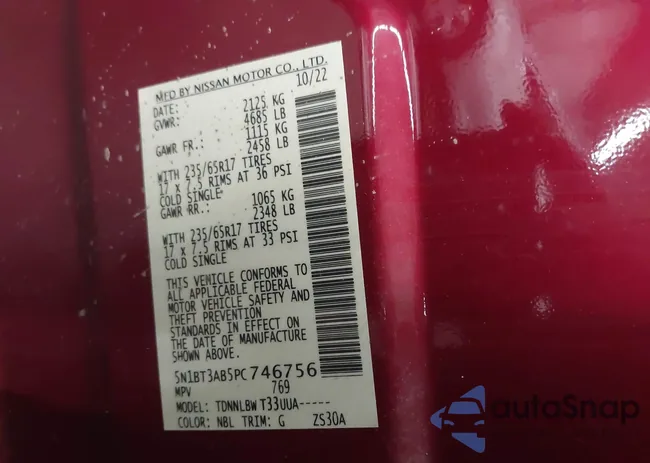 MFD BY NISSAN MOTOR CO., LTD.
DATE: 10/22
GVWR: 2125 KG
4685 LB
GAWR FR.: 1115 KG
2458 LB
WITH 235/65R17 TIRES
17 x 7.5 RIMS AT 36 PSI
COLD SINGLE
GAWR RR.: 1065 KG
2348 LB
WITH 235/65R17 TIRES
17 x 7.5 RIMS AT 33 PSI
COLD SINGLE
THIS VEHICLE CONFORMS TO
ALL APPLICABLE FEDERAL
MOTOR VEHICLE SAFETY AND
THEFT PREVENTION
STANDARDS IN EFFECT ON
THE DATE OF MANUFACTURE
SHOWN ABOVE.
5N1BT3AB5PC746756
MPV 769
MODEL: TDNNLBW T33UUA-----
COLOR: NBL TRIM: G ZS30A
autoSnap